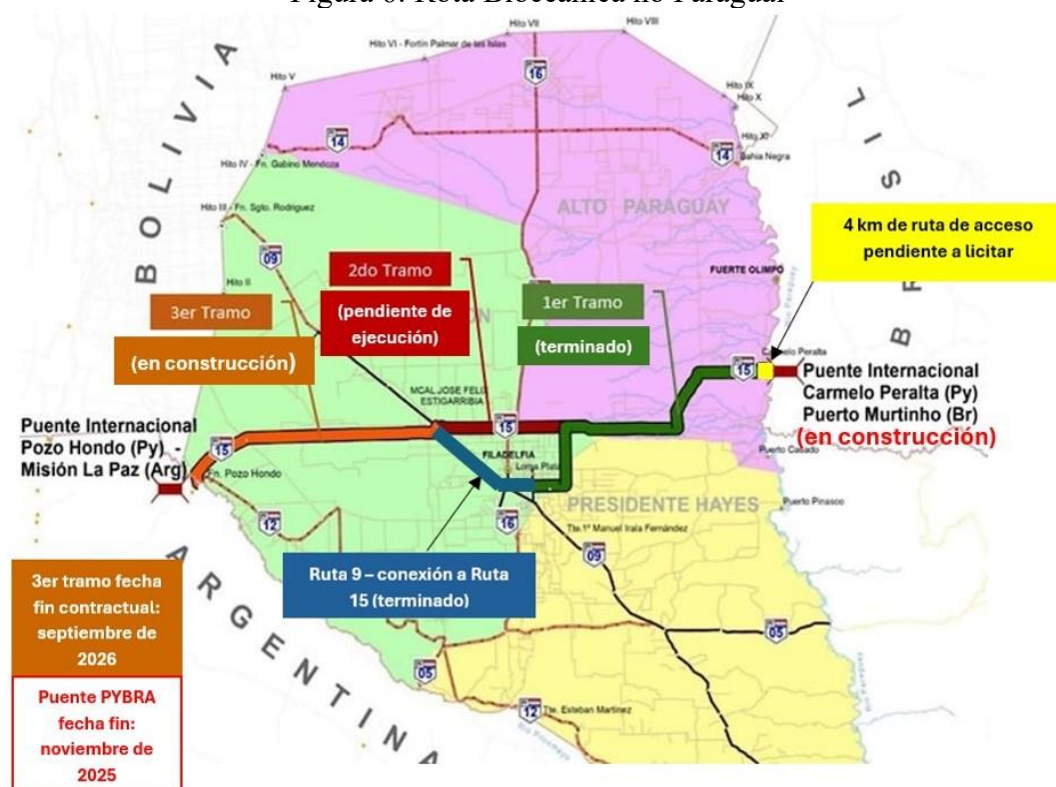 Figura 6: Rota Bioceânica no Paraguai
Hito VII
Hito VIII
Hito VI - Fortín Palmar de las Islas
Hito V
16
Hito IX
Hito X
BOLIVIA
14
Hito XI
14
Bahia Negra
Hito IV - Fn. Gabino Mendoza
Hito III - Fn. Sgto. Rodriguez
ALTO PARAGUAY
4 km de ruta de acceso
pendiente a licitar
09
2do Tramo
FUERTE OLIMPO
Hito II
3er Tramo
(pendiente de
ejecución)
1er Tramo
(en construcción)
(terminado)
Carmelo Peralta
15
Puente Internacional
Carmelo Peralta (Py)
Puerto Murtinho (Br)
(en construcción)
MCAL JOSE FELIX
ESTIGARRIBIA
Puente Internacional
Pozo Hondo (Py) -
Misión La Paz (Arg)
15
15
FILADELFIA
Loma Plata
Fn. Pozo Hondo
Puerto Casado
PRESIDENTE HAYES
Puerto Pinasco
12
16
Tte.1º Manuel Irala Fernández
09
ARGENTINA
Ruta 9 – conexión a Ruta
15 (terminado)
3er tramo fecha
fin contractual:
septiembre de
2026
05
05
Puente PYBRA
fecha fin:
noviembre de
2025
12
Tte. Esteban Martinez